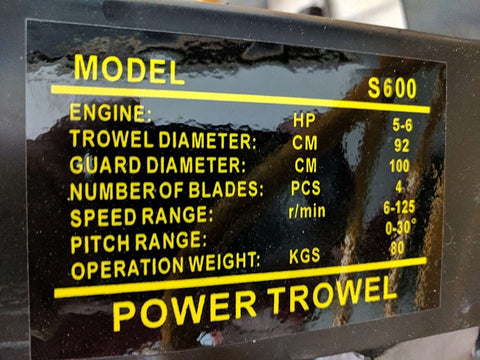 MODEL S600
ENGINE: HP 5-6
TROWEL DIAMETER: CM 92
GUARD DIAMETER: CM 100
NUMBER OF BLADES: PCS 4
SPEED RANGE: r/min 6-125
PITCH RANGE: 0-30°
OPERATION WEIGHT: KGS 80
POWER TROWEL